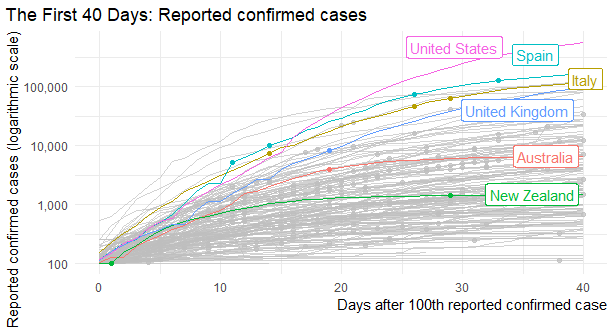 The First 40 Days: Reported confirmed cases
Reported confirmed cases (logarithmic scale)
100,000
10,000
1,000
100
United States
Spain
Italy
United Kingdom
Australia
New Zealand
0
10
20
30
40
Days after 100th reported confirmed case